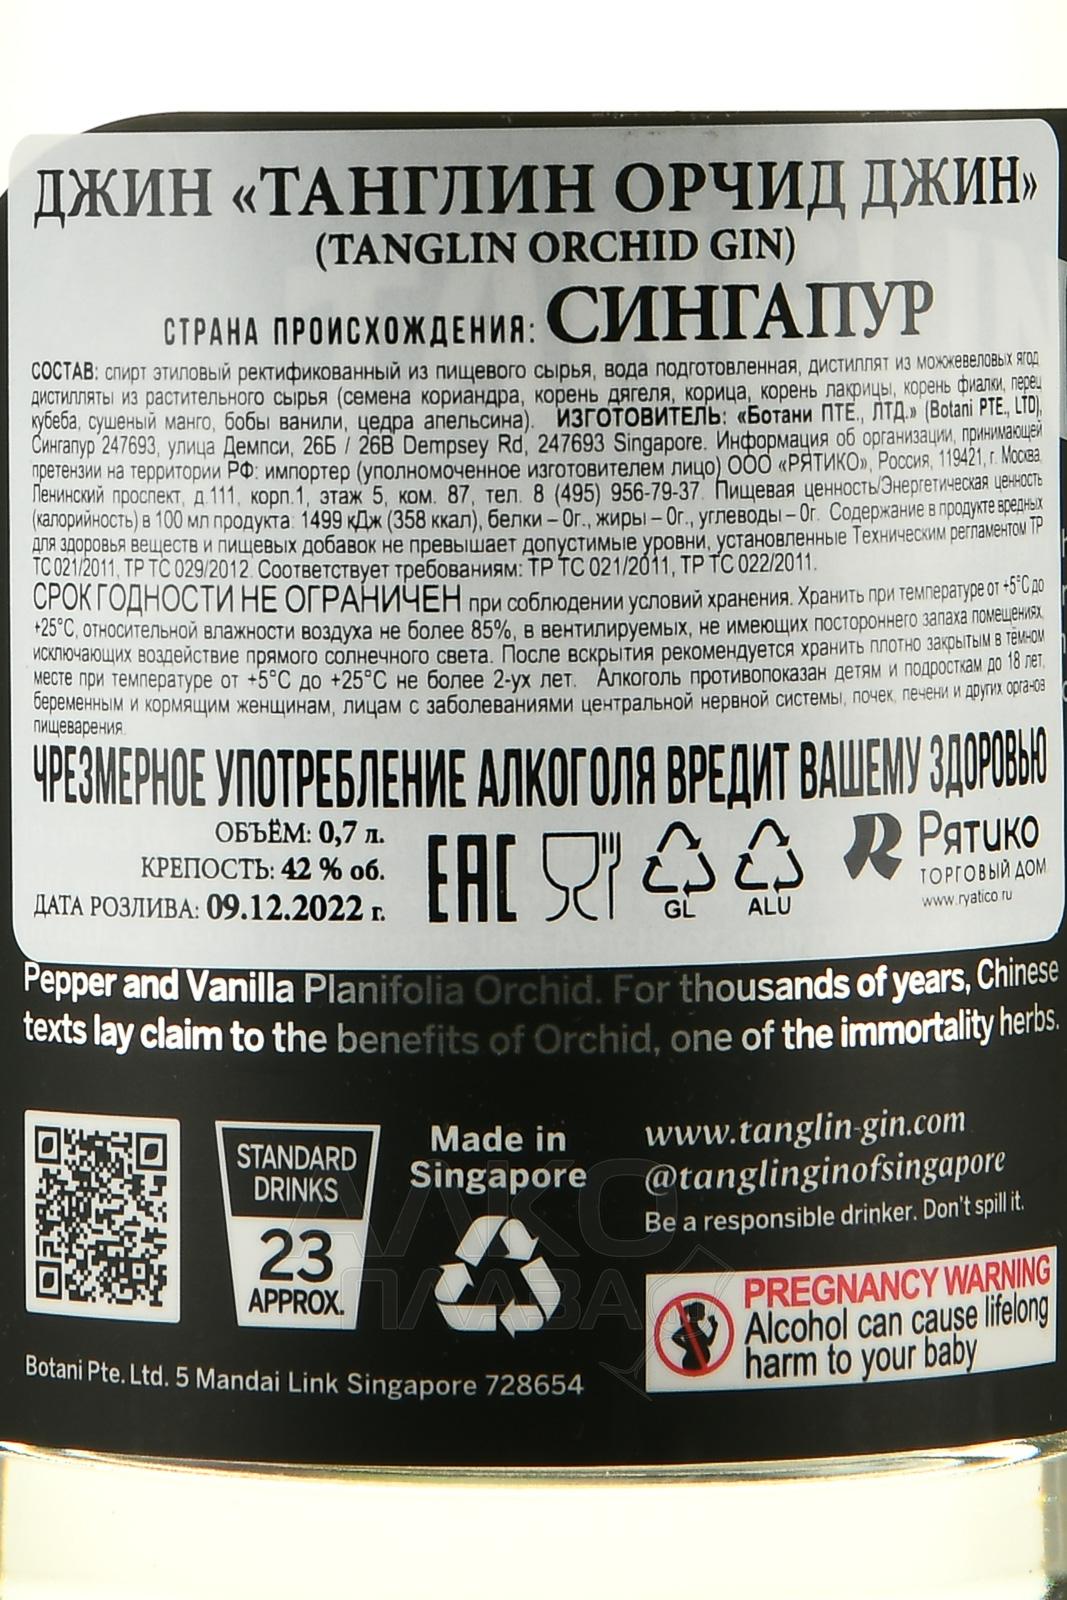 ДЖИН «ТАНГЛИН ОРЧИД ДЖИН»
(TANGLIN ORCHID GIN)
СТРАНА ПРОИСХОЖДЕНИЯ: СИНГАПУР
СОСТАВ: спирт этиловый ректификованный из пищевого сырья, вода подготовленная, дистиллят из можжевеловых ягод
дистилляты из растительного сырья (семена кориандра, корень дягеля, корица, корень лакрицы, корень фиалки, перец
кубеба, сушеный манго, бобы ванили, цедра апельсина). ИЗГОТОВИТЕЛЬ: «Ботани ПТЕ., ЛТД.» (Botani PTE., LTD),
Сингапур 247693, улица Демпси, 26Б / 26B Dempsey Rd, 247693 Singapore. Информация об организации, принимающей
претензии на территории РФ: импортер (уполномоченное изготовителем лицо) ООО «РЯТИКО», Россия, 119421, г. Москва,
Ленинский проспект, д.111, корп.1, этаж 5, ком. 87, тел. 8 (495) 956-79-37. Пищевая ценность/Энергетическая ценность
(калорийность) в 100 мл продукта: 1499 кДж (358 ккал), белки – 0г., жиры – 0г., углеводы – 0г. Содержание в продукте вредных
для здоровья веществ и пищевых добавок не превышает допустимые уровни, установленные Техническим регламентом ТР
ТС 021/2011, ТР ТС 029/2012. Соответствует требованиям: ТР ТС 021/2011, ТР ТС 022/2011.
СРОК ГОДНОСТИ НЕ ОГРАНИЧЕН при соблюдении условий хранения. Хранить при температуре от +5°С до
+25°С, относительной влажности воздуха не более 85%, в вентилируемых, не имеющих постороннего запаха помещениях,
исключающих воздействие прямого солнечного света. После вскрытия рекомендуется хранить плотно закрытым в тёмном
месте при температуре от +5°С до +25°С не более 2-ух лет. Алкоголь противопоказан детям и подросткам до 18 лет,
беременным и кормящим женщинам, лицам с заболеваниями центральной нервной системы, почек, печени и других органов
пищеварения.
ЧРЕЗМЕРНОЕ УПОТРЕБЛЕНИЕ АЛКОГОЛЯ ВРЕДИТ ВАШЕМУ ЗДОРОВЬЮ
ОБЪЁМ: 0,7 л.
КРЕПОСТЬ: 42 % об.
ДАТА РОЗЛИВА: 09.12.2022 г.
EAC
GL
ALU
РЯТИКО
ТОРГОВЫЙ ДОМ
www.ryatico.ru
Pepper and Vanilla Planifolia Orchid. For thousands of years, Chinese
texts lay claim to the benefits of Orchid, one of the immortality herbs.
STANDARD
DRINKS
23
APPROX.
Made in
Singapore
www.tanglin-gin.com
@tanglinginofsingapore
Be a responsible drinker. Don't spill it.
PREGNANCY WARNING
Alcohol can cause lifelong
harm to your baby
Botani Pte. Ltd. 5 Mandai Link Singapore 728654
АЛКО
ПЛАВА